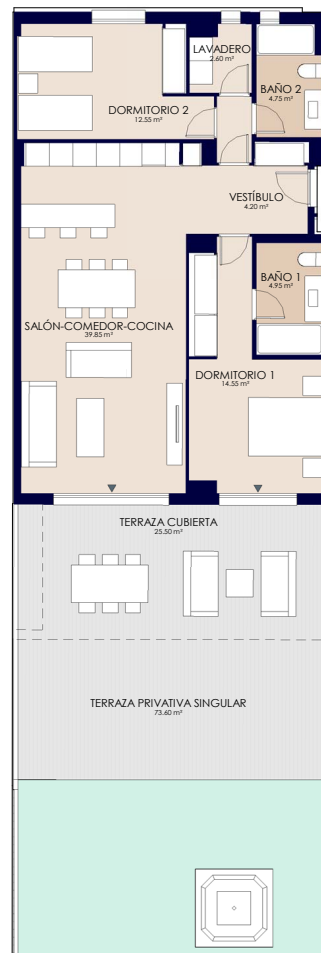 LAVADERO
2.60 m²
BAÑO 2
4.75 m²
DORMITORIO 2
12.55 m²
VESTÍBULO
4.20 m²
BAÑO 1
4.95 m²
SALÓN-COMEDOR-COCINA
39.85 m²
DORMITORIO 1
14.55 m²
TERRAZA CUBIERTA
25.50 m²
TERRAZA PRIVATIVA SINGULAR
73.60 m²